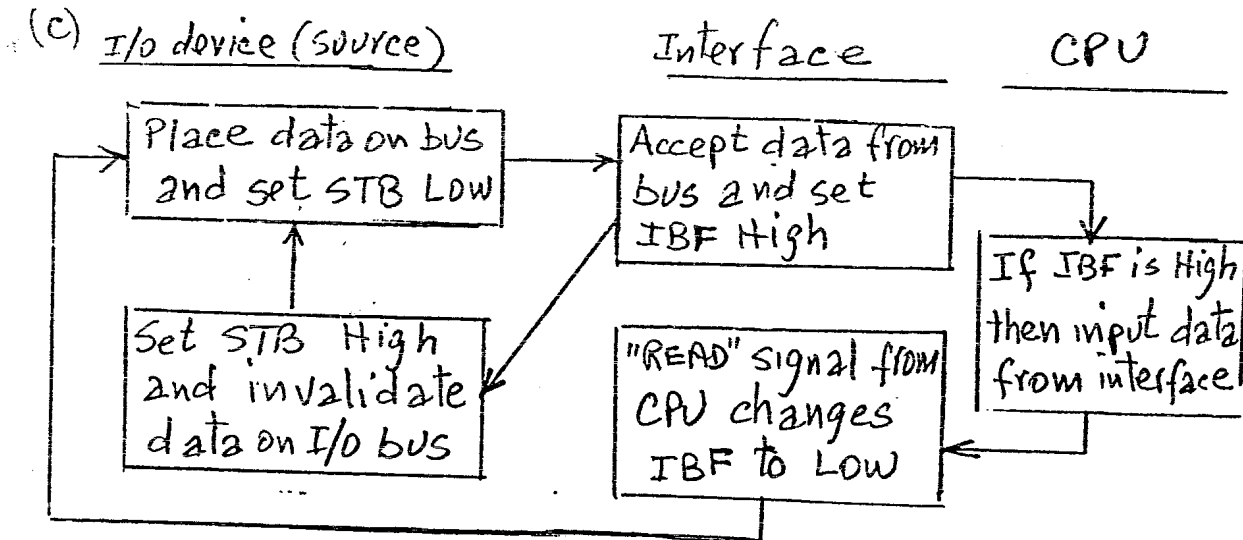 (c) I/o device (source) Interface CPU
Place data on bus
and set STB Low
Accept data from
bus and set
IBF High
If IBF is High
then input data
from interface
Set STB High
and invalidate
data on I/o bus
"READ" signal from
CPU changes
IBF to Low